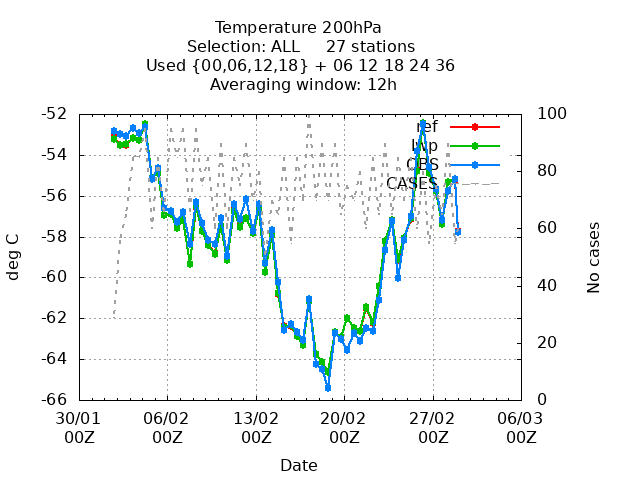 Temperature 200hPa
Selection: ALL 27 stations
Used {00,06,12,18} + 06 12 18 24 36
Averaging window: 12h
-52
-54
-56
-58
-60
-62
-64
-66
deg C
100
80
60
40
20
0
No cases
ref
lwp
OBS
CASES
30/01 06/02 13/02 20/02 27/02 06/03
00Z 00Z 00Z 00Z 00Z 00Z
Date